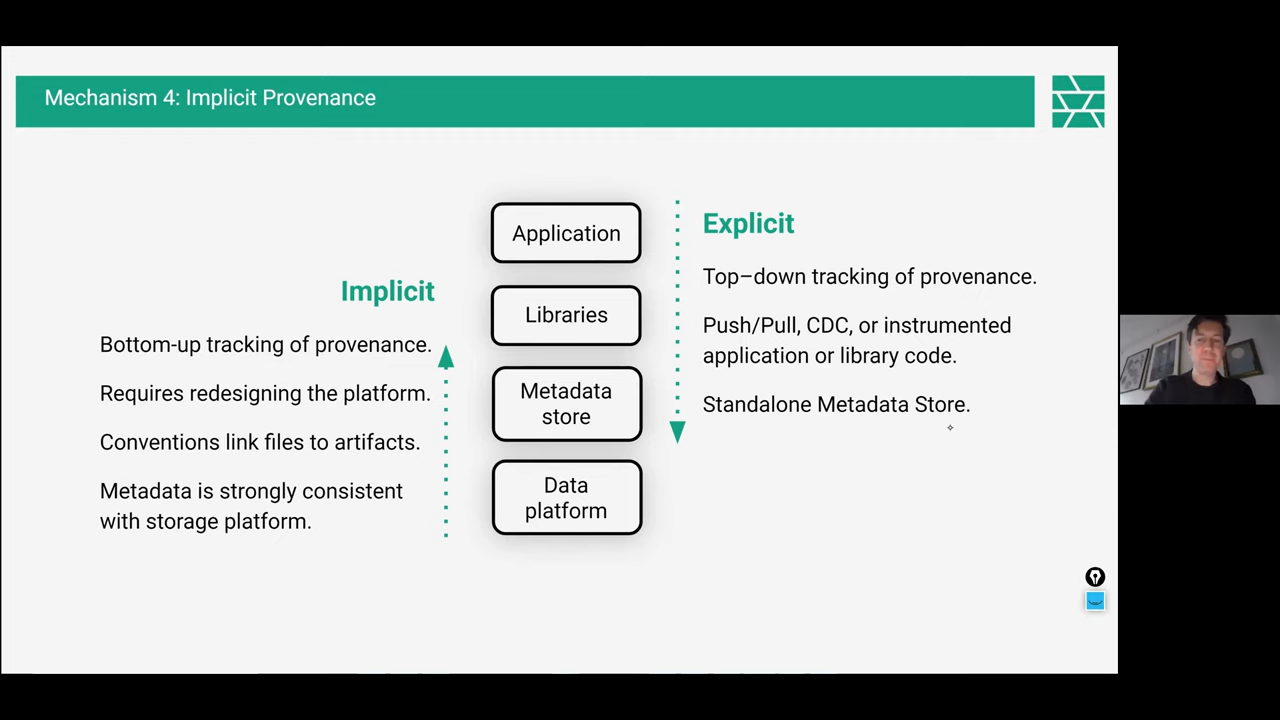 Mechanism 4: Implicit Provenance
Implicit
Bottom-up tracking of provenance.
Requires redesigning the platform.
Conventions link files to artifacts.
Metadata is strongly consistent
with storage platform.
Application
Libraries
Metadata
store
Data
platform
Explicit
Top–down tracking of provenance.
Push/Pull, CDC, or instrumented
application or library code.
Standalone Metadata Store.